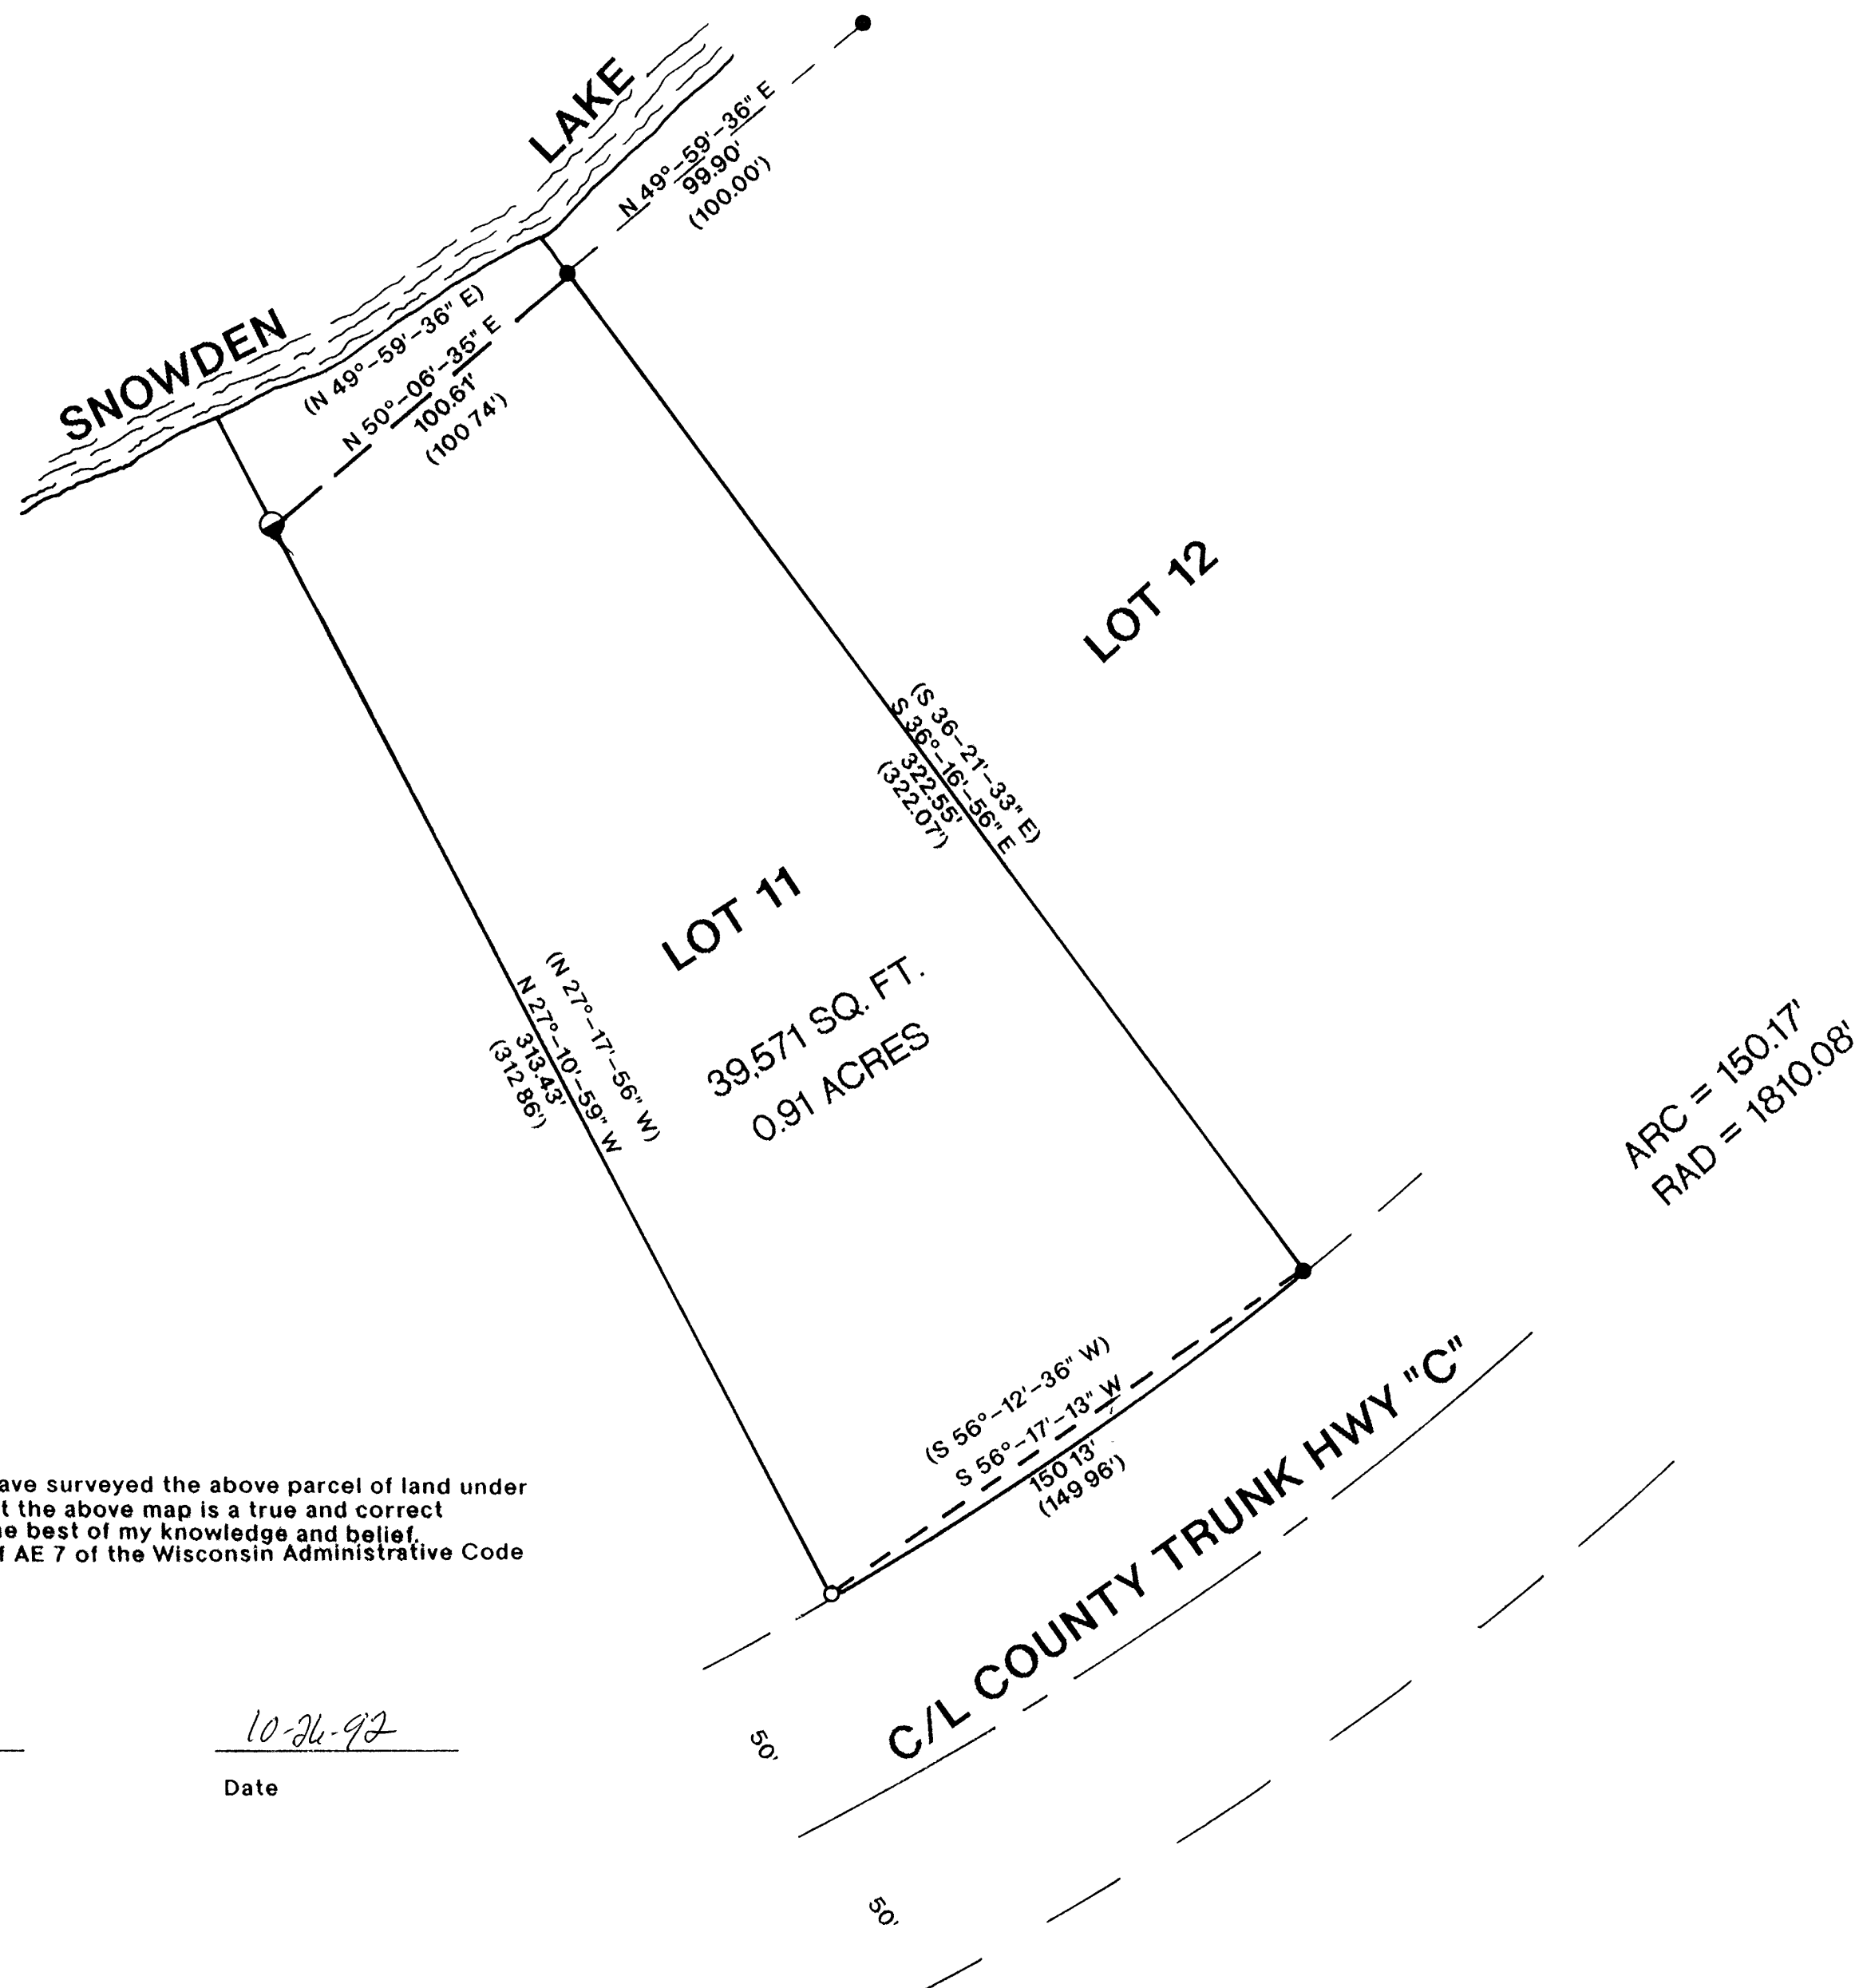 SNOWDEN LAKE
N 49°-59'-36" E
99.90'
(100.00')
(N 49°-59'-36" E)
N 50°-06'-35" E
100.61'
(100 74')
LOT 12
(S 36-21'-33" E)
S 36°-16'-56" E
322.55'
(322.07')
LOT 11
39,571 SQ. FT.
0.91 ACRES
(N 27°-17'-56" W)
N 27°-10'-59" W
313.43'
(312 86')
ARC = 150.17'
RAD = 1810.08'
(S 56°-12'-36" W)
S 56°-17'-13" W
150 13'
(149 96')
C/L COUNTY TRUNK HWY "C"
50'
50'
ave surveyed the above parcel of land under
t the above map is a true and correct
e best of my knowledge and belief.
f AE 7 of the Wisconsin Administrative Code
10-26-92
Date